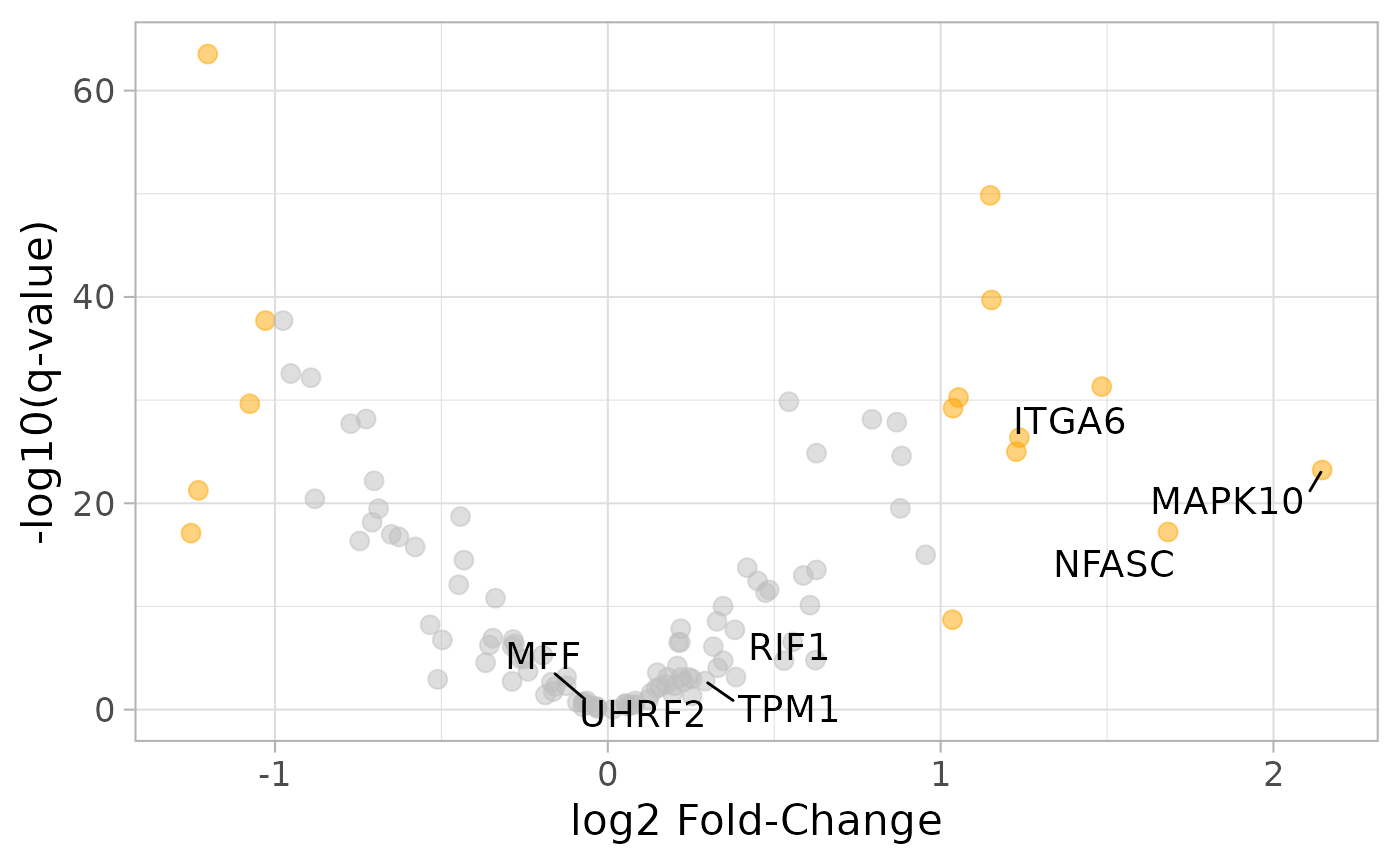 -log10(q-value)
60
40
20
0
ITGA6
MAPK10
NFASC
MFF
RIF1
UHRF2
TPM1
-1
0
1
2
log2 Fold-Change